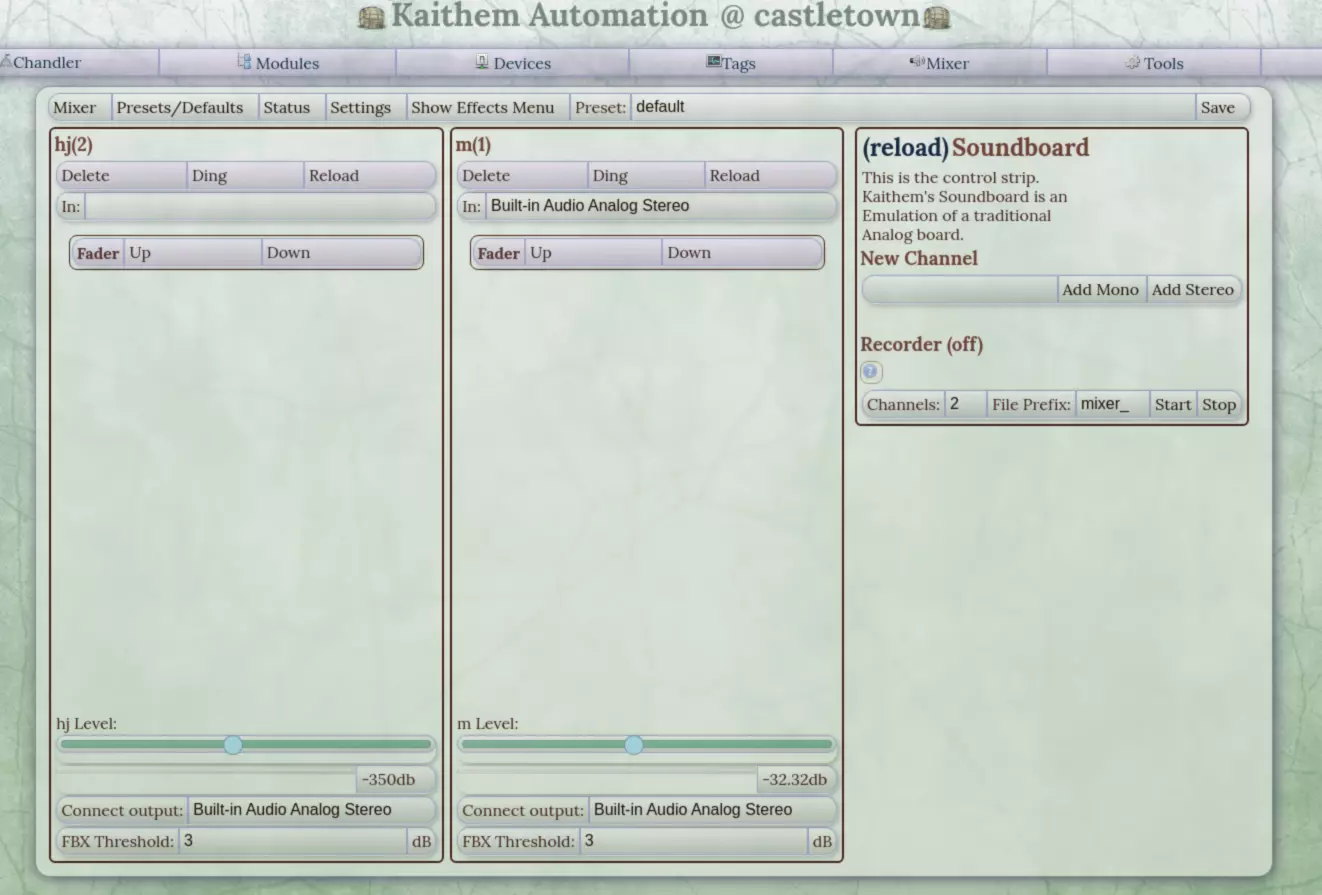 Kaithem Automation @ castletown
Chandler Modules Devices Tags Mixer Tools
Mixer Presets/Defaults Status Settings Show Effects Menu Preset: default Save
hj(2)
Delete Ding Reload
In:
Fader Up Down
hj Level:
-350db
Connect output: Built-in Audio Analog Stereo
FBX Threshold: 3 dB
m(1)
Delete Ding Reload
In: Built-in Audio Analog Stereo
Fader Up Down
m Level:
-32.32db
Connect output: Built-in Audio Analog Stereo
FBX Threshold: 3 dB
(reload) Soundboard
This is the control strip.
Kaithem's Soundboard is an
Emulation of a traditional
Analog board.
New Channel
Add Mono Add Stereo
Recorder (off)
?
Channels: 2 File Prefix: mixer_ Start Stop